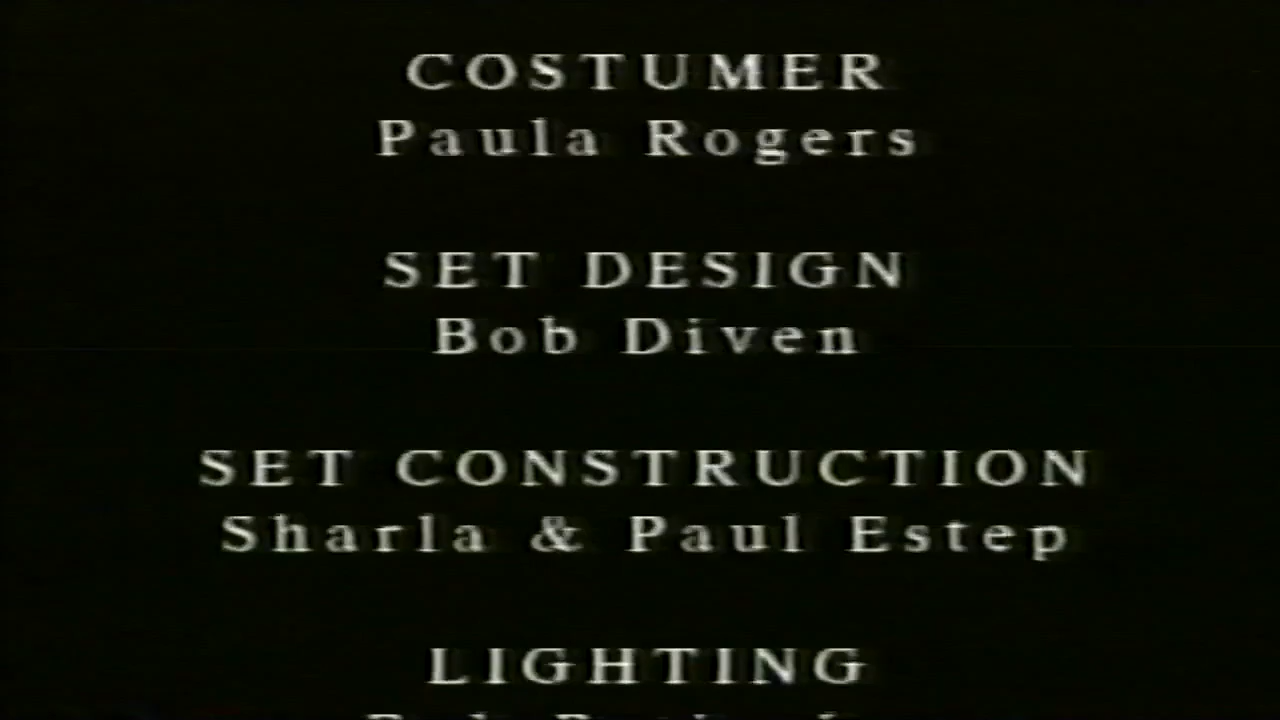 COSTUMER
Paula Rogers
SET DESIGN
Bob Diven
SET CONSTRUCTION
Sharla & Paul Estep
LIGHTING